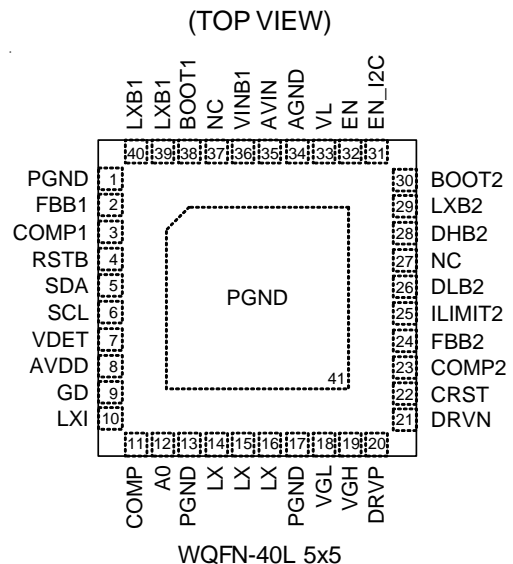 (TOP VIEW)
LXB1 LXB1 BOOT1 NC VINB1 AVIN AGND VL EN EN_I2C
40 39 38 37 36 35 34 33 32 31
PGND 1
FBB1 2
COMP1 3
RSTB 4
SDA 5
SCL 6
VDET 7
AVDD 8
GD 9
LXI 10
PGND
41
30 BOOT2
29 LXB2
28 DHB2
27 NC
26 DLB2
25 ILIMIT2
24 FBB2
23 COMP2
22 CRST
21 DRVN
11 12 13 14 15 16 17 18 19 20
COMP A0 PGND LX LX LX PGND VGL VGH DRVP
WQFN-40L 5x5